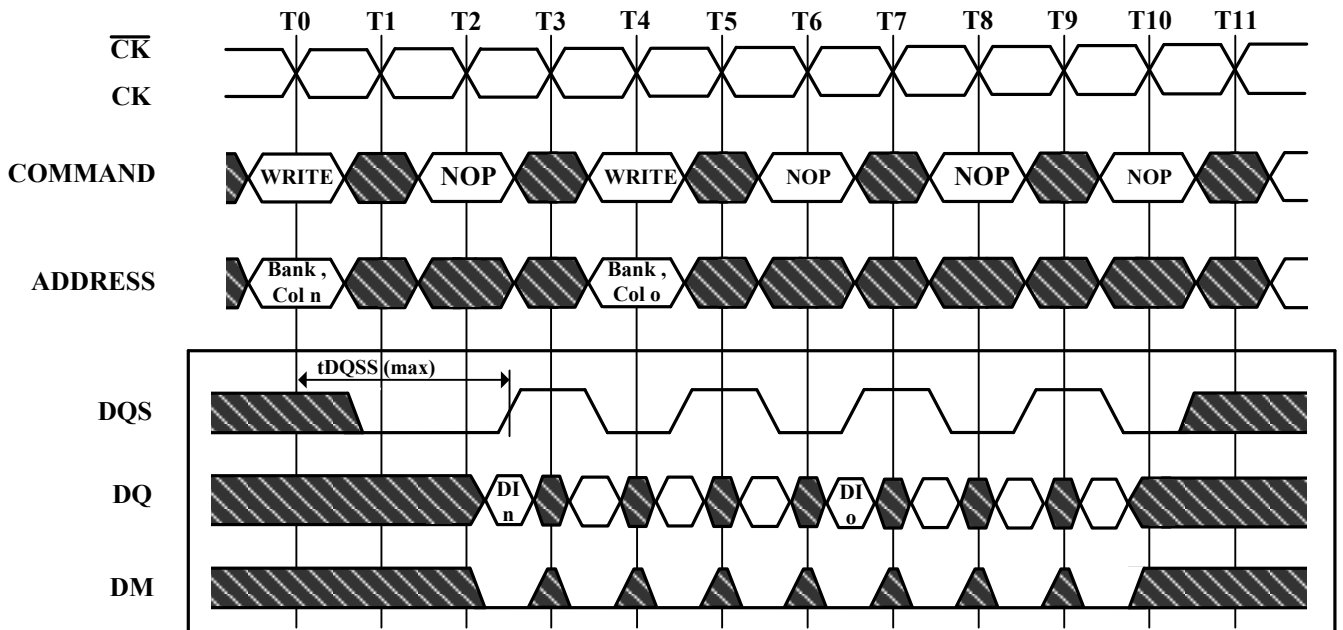 T0 T1 T2 T3 T4 T5 T6 T7 T8 T9 T10 T11
CK
CK
COMMAND
WRITE NOP WRITE NOP NOP NOP
ADDRESS
Bank ,
Col n
Bank ,
Col o
tDQSS (max)
DQS
DQ
DI
n
DI
o
DM